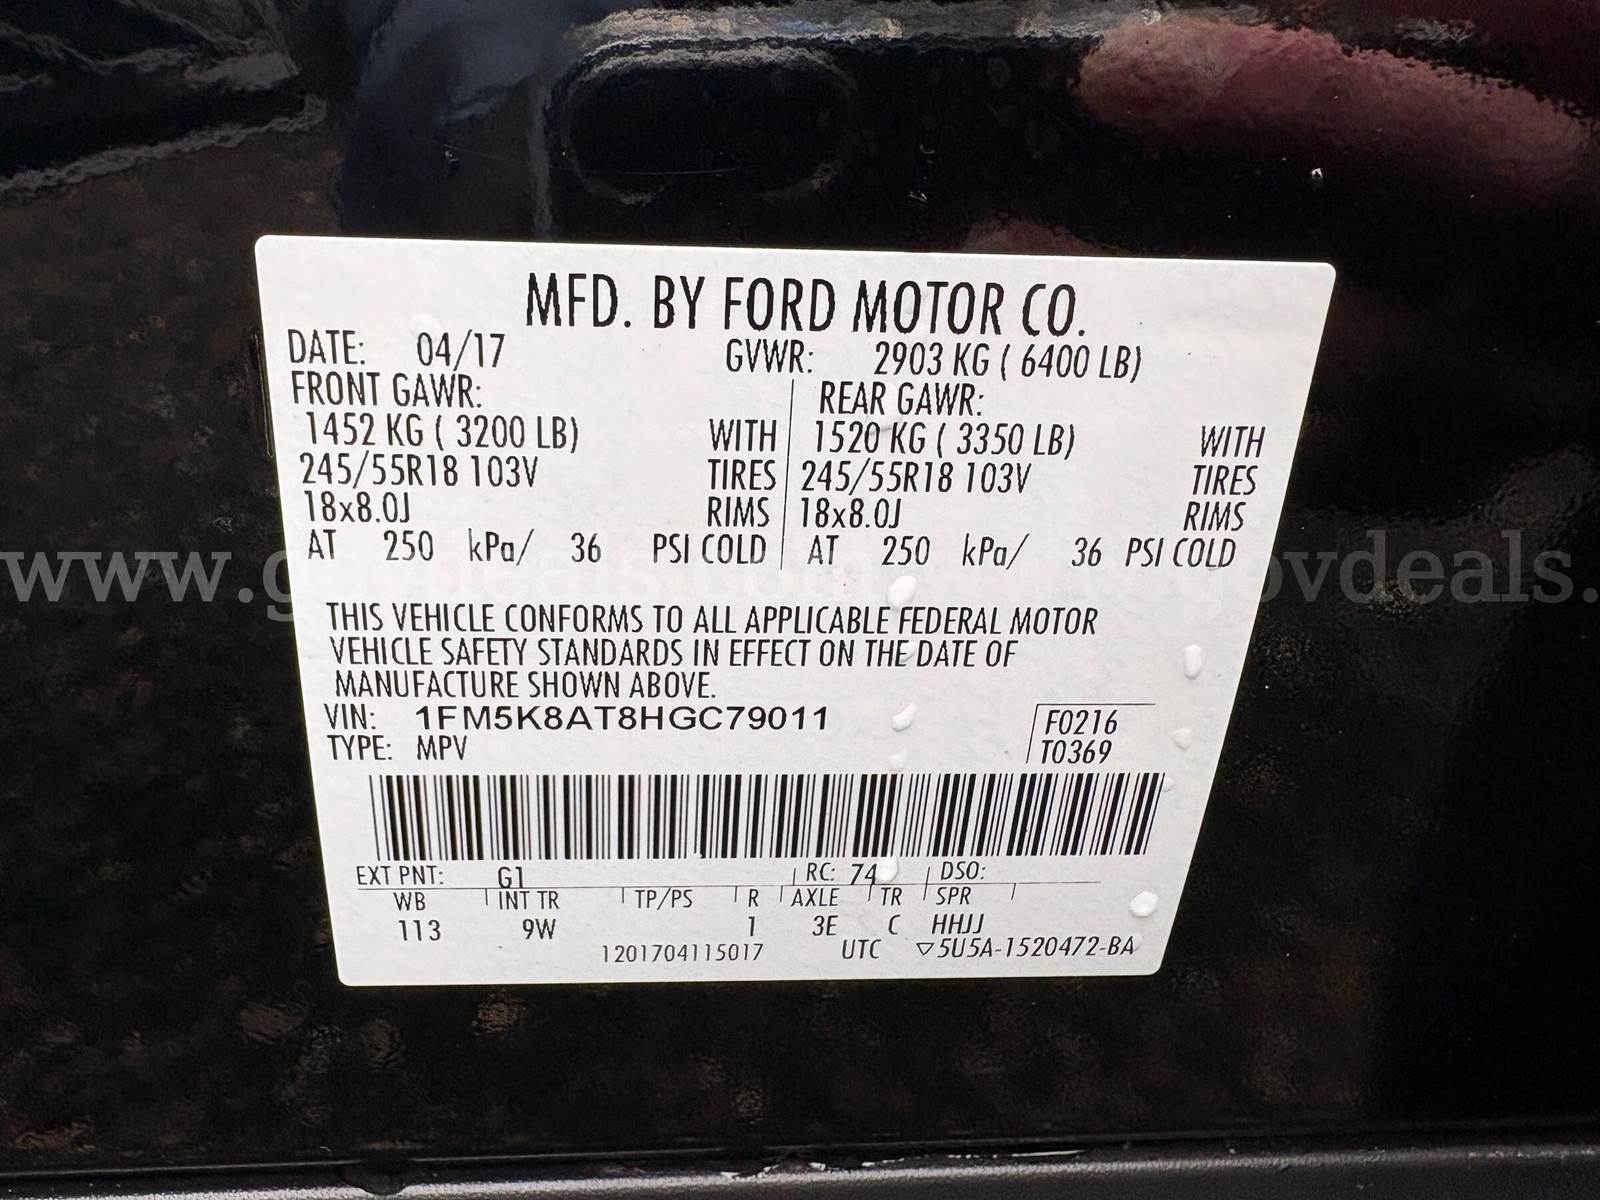 MFD. BY FORD MOTOR CO.
DATE: 04/17 GVWR: 2903 KG ( 6400 LB)
FRONT GAWR: REAR GAWR:
1452 KG ( 3200 LB) WITH 1520 KG ( 3350 LB) WITH
245/55R18 103V TIRES 245/55R18 103V TIRES
18x8.0J RIMS 18x8.0J RIMS
AT 250 kPa/ 36 PSI COLD AT 250 kPa/ 36 PSI COLD
www.govdeals.com www.govdeals.
THIS VEHICLE CONFORMS TO ALL APPLICABLE FEDERAL MOTOR
VEHICLE SAFETY STANDARDS IN EFFECT ON THE DATE OF
MANUFACTURE SHOWN ABOVE.
VIN: 1FM5K8AT8HGC79011 F0216
TYPE: MPV T0369
EXT PNT: G1 RC: 74 DSO:
WB INT TR TP/PS R AXLE TR SPR
113 9W 1 3E C HHJJ
1201704115017 UTC ▽5U5A-1520472-BA